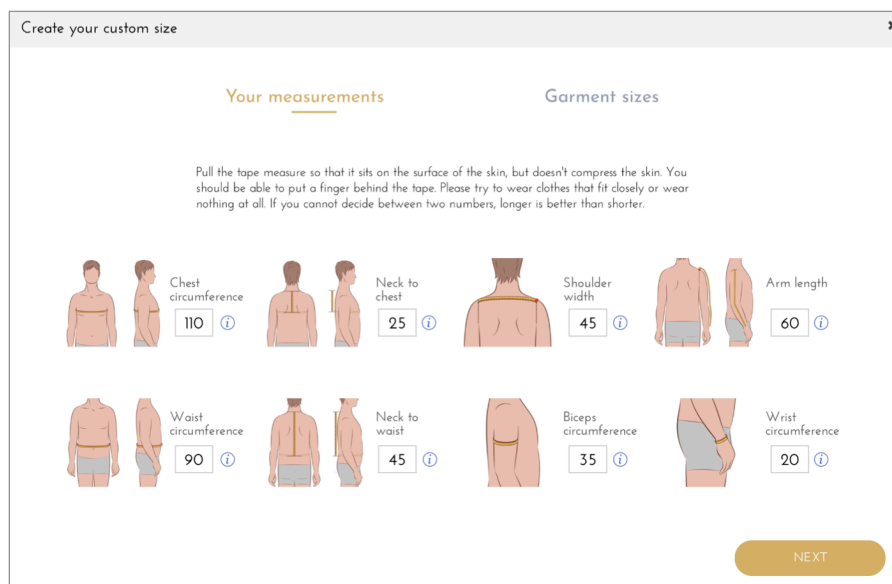 Create your custom size
Your measurements
Garment sizes
Pull the tape measure so that it sits on the surface of the skin, but doesn't compress the skin. You
should be able to put a finger behind the tape. Please try to wear clothes that fit closely or wear
nothing at all. If you cannot decide between two numbers, longer is better than shorter.
Chest
circumference
110
i
Neck to
chest
25
i
Shoulder
width
45
i
Arm length
60
i
Waist
circumference
90
i
Neck to
waist
45
i
Biceps
circumference
35
i
Wrist
circumference
20
i
NEXT